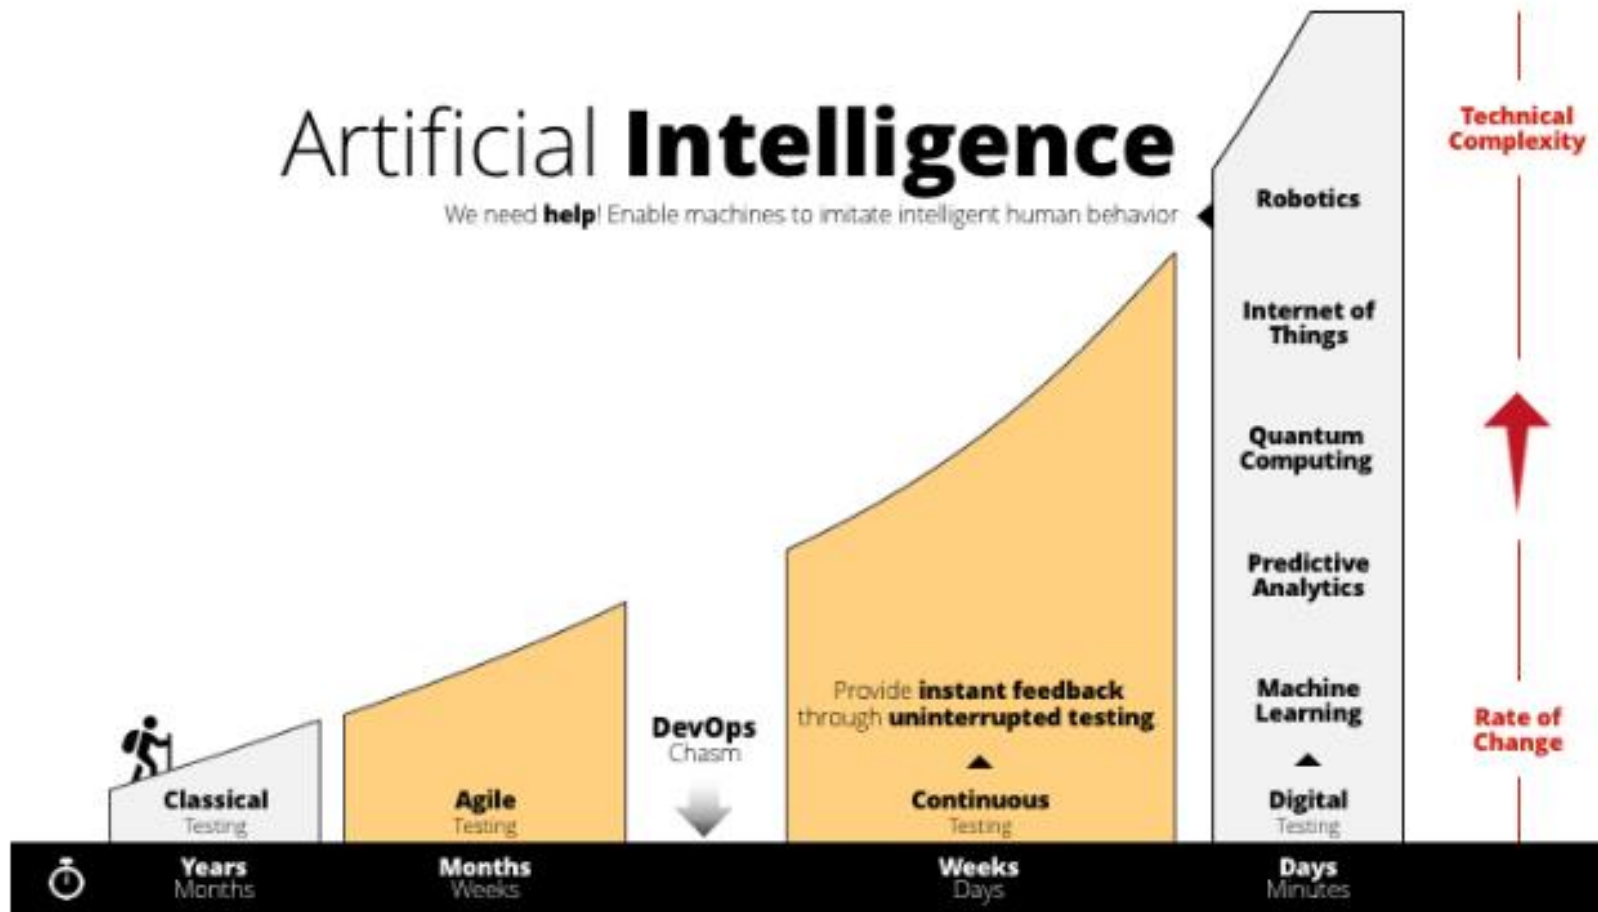 Artificial Intelligence
We need help! Enable machines to imitate intelligent human behavior
Classical
Testing
Agile
Testing
DevOps
Chasm
Provide instant feedback
through uninterrupted testing
Continuous
Testing
Robotics
Internet of
Things
Quantum
Computing
Predictive
Analytics
Machine
Learning
Digital
Testing
Technical
Complexity
Rate of
Change
Years
Months
Months
Weeks
Weeks
Days
Days
Minutes